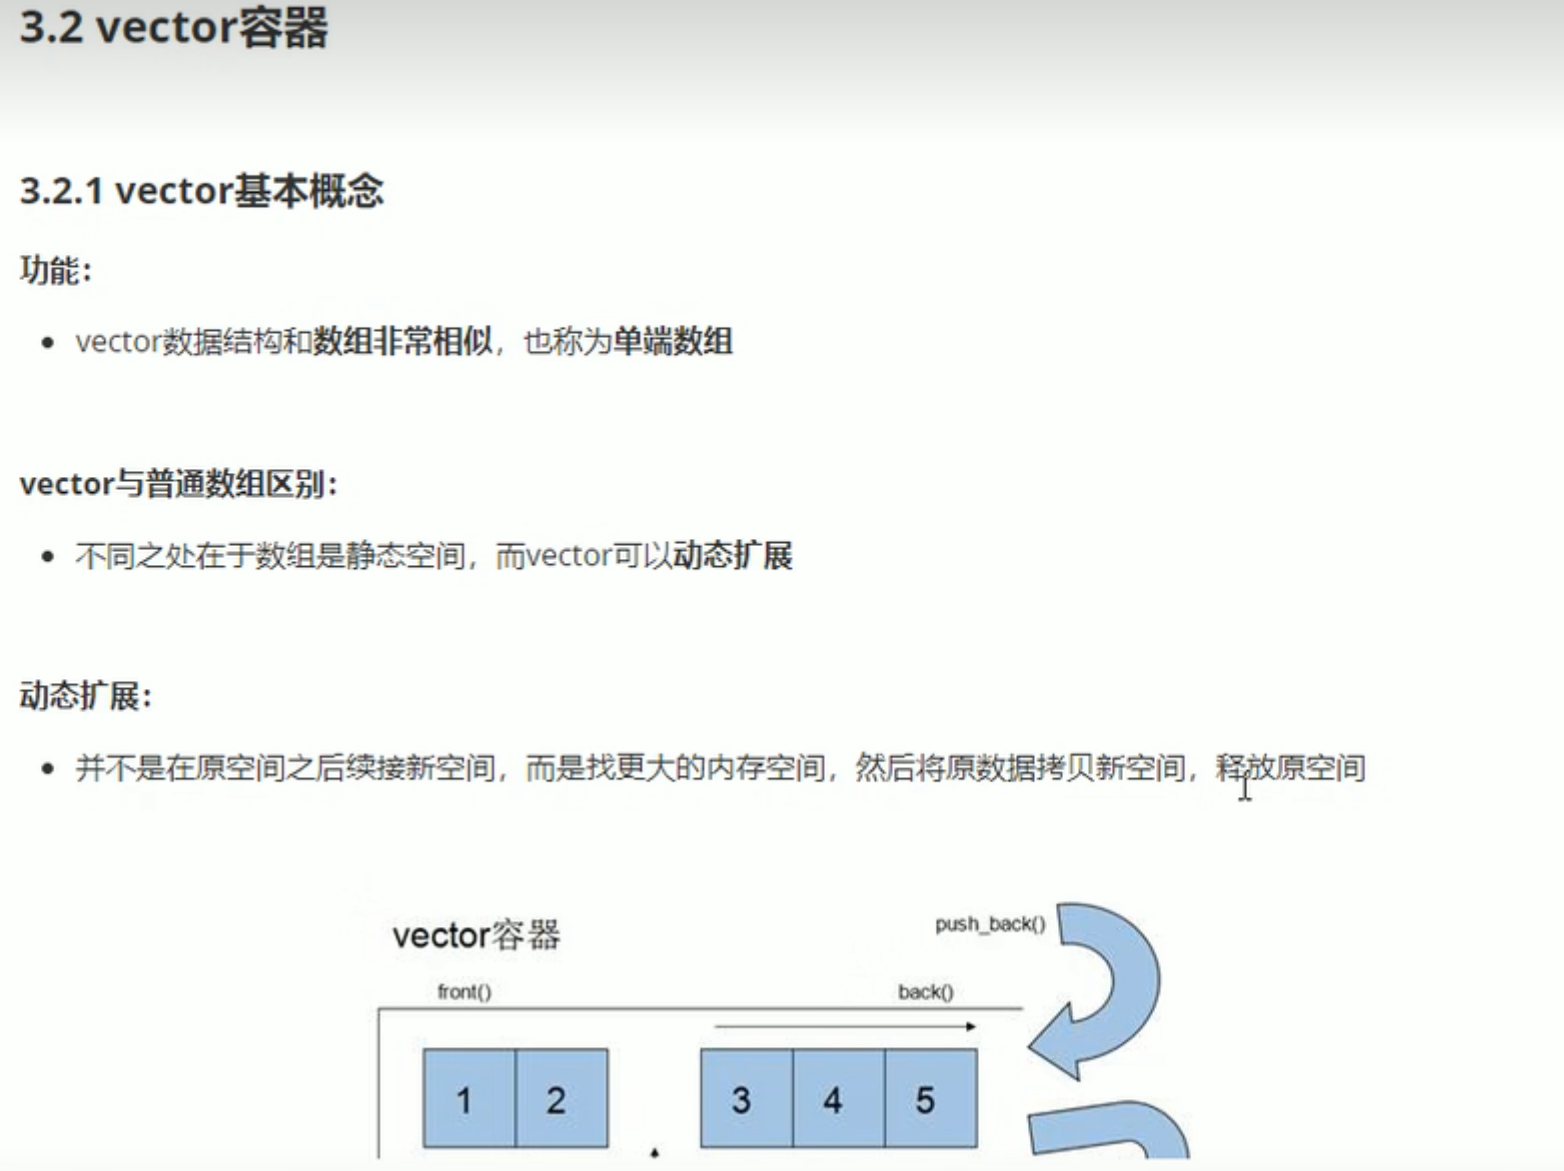 3.2 vector容器
3.2.1 vector基本概念
功能：
vector数据结构和数组非常相似，也称为单端数组
vector与普通数组区别：
不同之处在于数组是静态空间，而vector可以动态扩展
动态扩展：
并不是在原空间之后续接新空间，而是找更大的内存空间，然后将原数据拷贝新空间，释放原空间
vector容器
push_back()
front()
back()
1 2 3 4 5